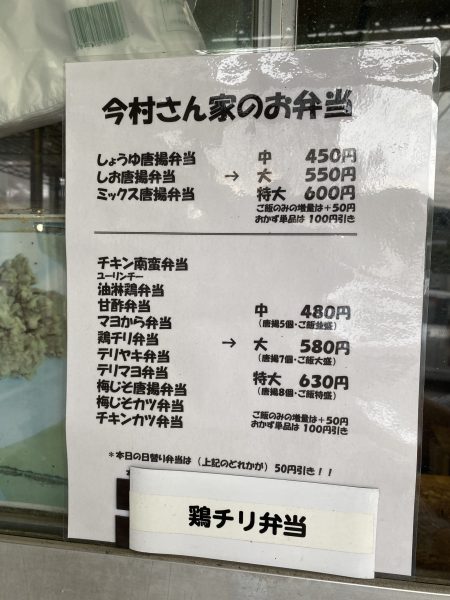 今村さん家のお弁当
しょうゆ唐揚弁当 中 450円
しお唐揚弁当 → 大 550円
ミックス唐揚弁当 特大 600円
ご飯のみの増量は+50円
おかず単品は100円引き
チキン南蛮弁当
ユーリンチー
油淋鶏弁当
甘酢弁当 中 480円
マヨから弁当 (唐揚5個・ご飯並盛)
鶏チリ弁当 → 大 580円
テリヤキ弁当 (唐揚7個・ご飯大盛)
テリマヨ弁当 特大 630円
梅じそ唐揚弁当 (唐揚8個・ご飯特盛)
梅じそカツ弁当 ご飯のみの増量は+50円
チキンカツ弁当 おかず単品は100円引き
*本日の日替り弁当は(上記のどれかが)50円引き!!
鶏チリ弁当